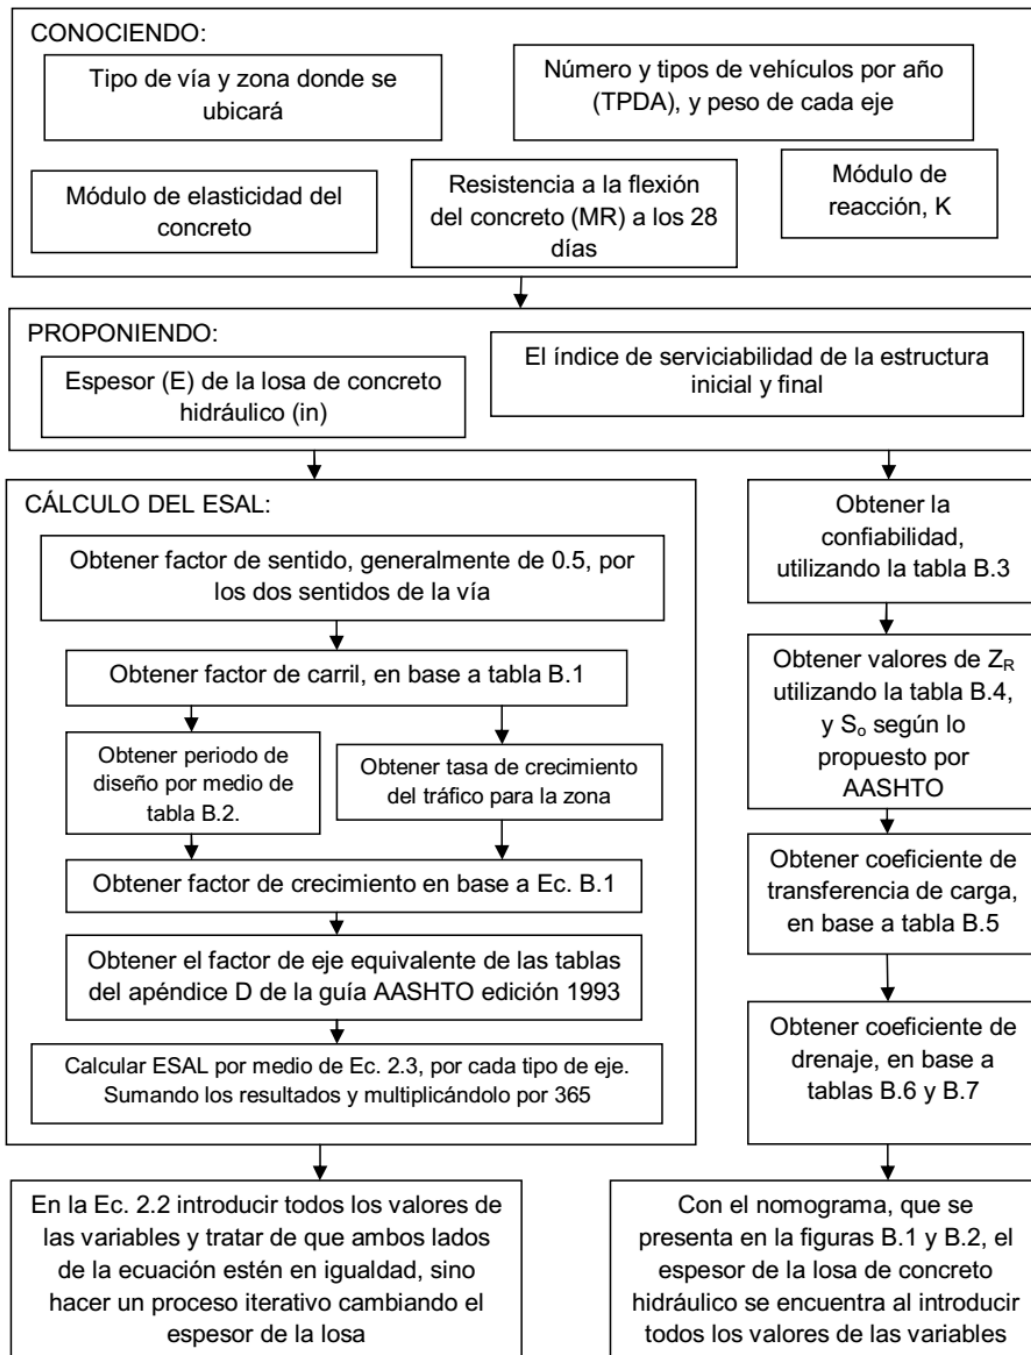 CONOCIENDO:
Tipo de vía y zona donde se
ubicará
Número y tipos de vehículos por año
(TPDA), y peso de cada eje
Módulo de elasticidad del
concreto
Resistencia a la flexión
del concreto (MR) a los 28
días
Módulo de
reacción, K
PROPONIENDO:
Espesor (E) de la losa de concreto
hidráulico (in)
El índice de serviciabilidad de la estructura
inicial y final
CÁLCULO DEL ESAL:
Obtener factor de sentido, generalmente de 0.5, por
los dos sentidos de la vía
Obtener factor de carril, en base a tabla B.1
Obtener periodo de
diseño por medio de
tabla B.2.
Obtener tasa de crecimiento
del tráfico para la zona
Obtener factor de crecimiento en base a Ec. B.1
Obtener el factor de eje equivalente de las tablas
del apéndice D de la guía AASHTO edición 1993
Calcular ESAL por medio de Ec. 2.3, por cada tipo de eje.
Sumando los resultados y multiplicándolo por 365
En la Ec. 2.2 introducir todos los valores de
las variables y tratar de que ambos lados
de la ecuación estén en igualdad, sino
hacer un proceso iterativo cambiando el
espesor de la losa
Obtener la
confiabilidad,
utilizando la tabla B.3
Obtener valores de Z_R
utilizando la tabla B.4,
y S_o según lo
propuesto por
AASHTO
Obtener coeficiente de
transferencia de carga,
en base a tabla B.5
Obtener coeficiente de
drenaje, en base a
tablas B.6 y B.7
Con el nomograma, que se
presenta en la figuras B.1 y B.2, el
espesor de la losa de concreto
hidráulico se encuentra al introducir
todos los valores de las variables